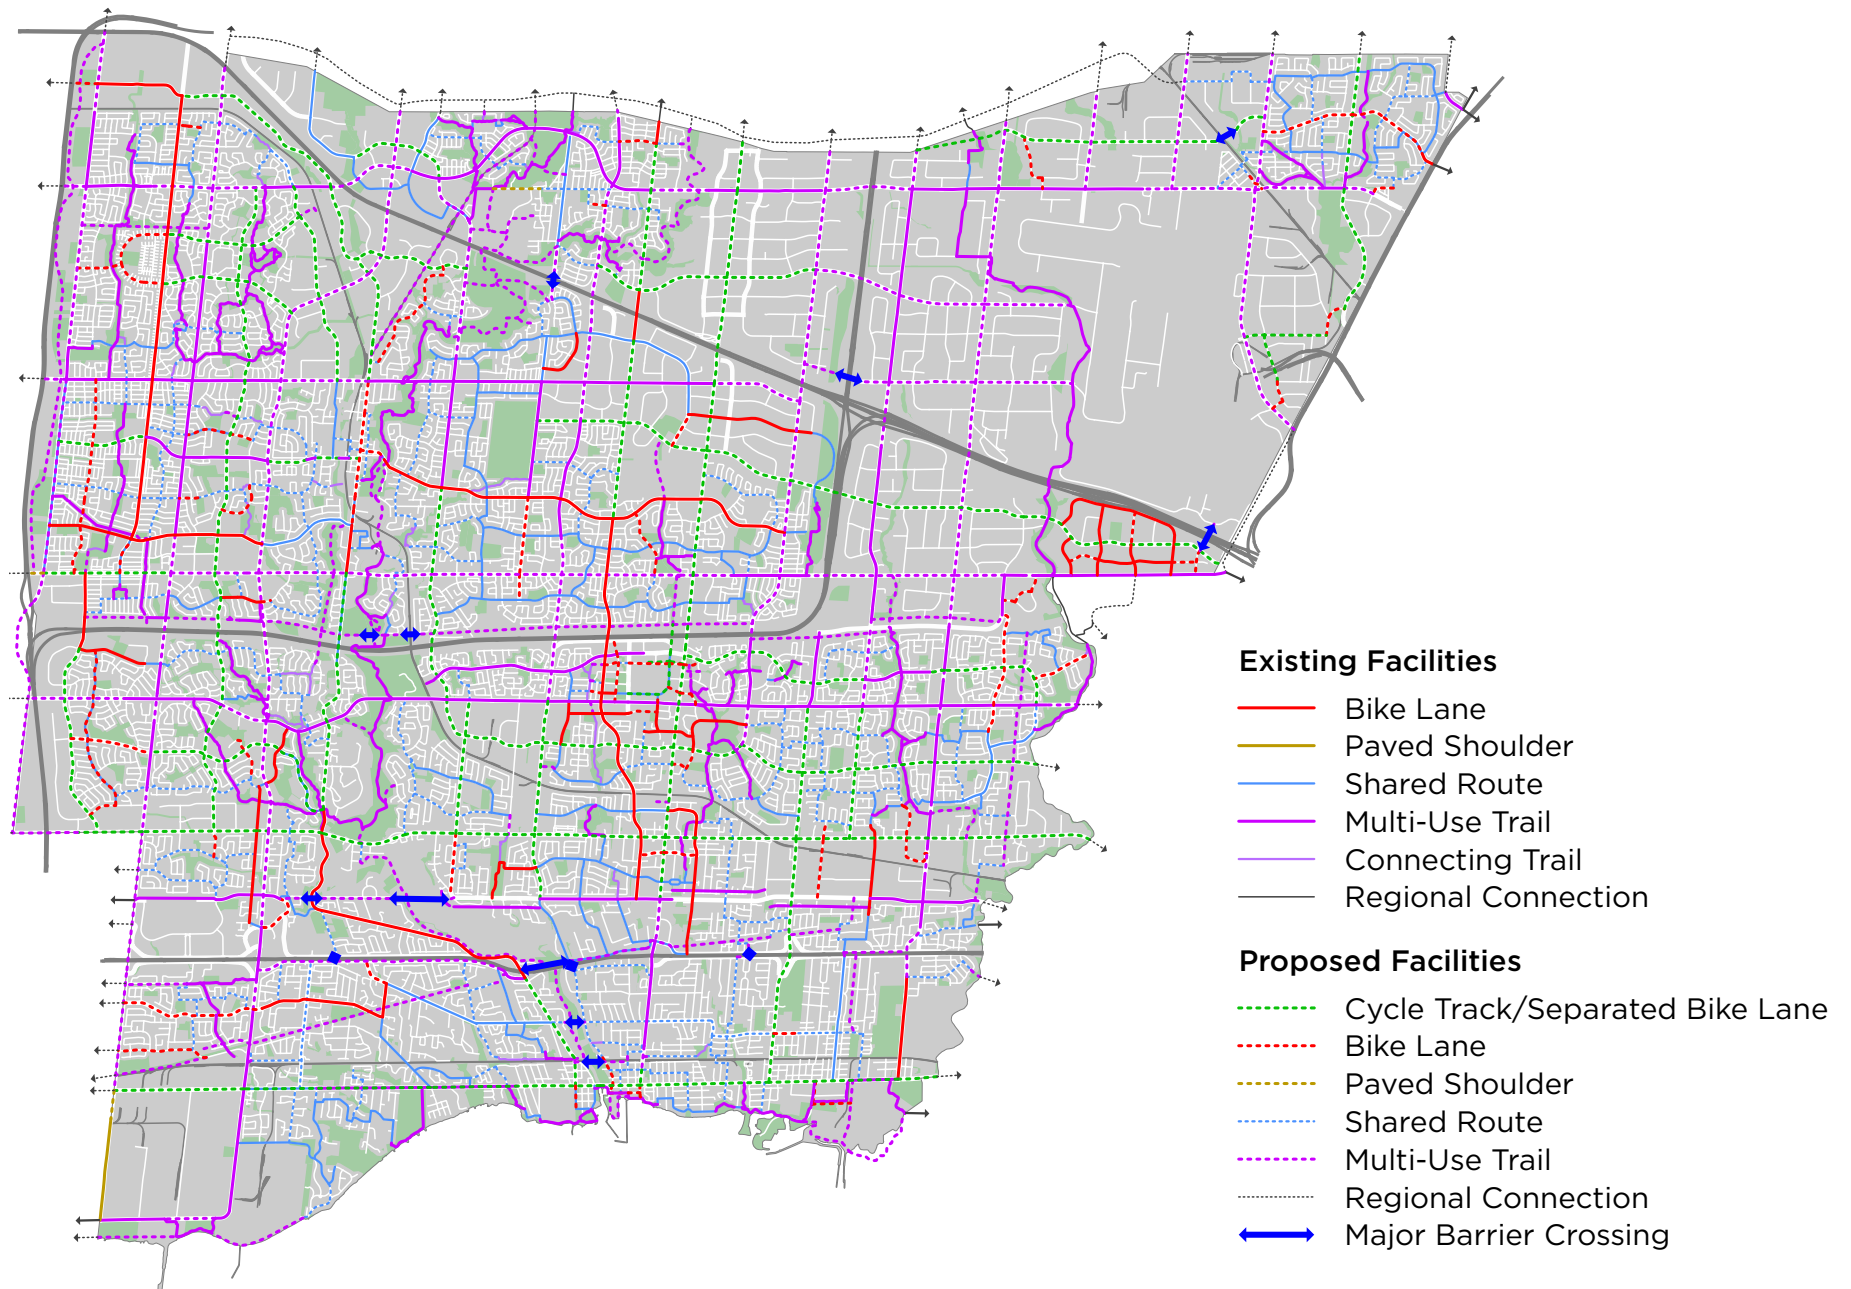 Existing Facilities
Bike Lane
Paved Shoulder
Shared Route
Multi-Use Trail
Connecting Trail
Regional Connection
Proposed Facilities
Cycle Track/Separated Bike Lane
Bike Lane
Paved Shoulder
Shared Route
Multi-Use Trail
Regional Connection
Major Barrier Crossing